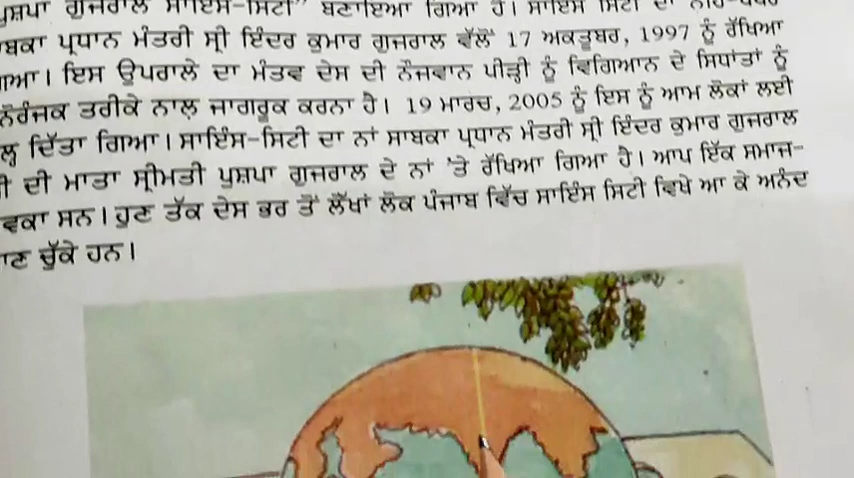 ਪੁਸ਼ਪਾ ਗੁਜਰਾਲ ਸਾਇੰਸ-ਸਿਟੀ” ਬਣਾਇਆ ਗਿਆ ਹੈ। ਸਾਇੰਸ ਸਿਟੀ ਦਾ ਨੀਂਹ-ਪੱਥਰ
ਪ੍ਰਧਾਨ ਮੰਤਰੀ ਸ੍ਰੀ ਇੰਦਰ ਕੁਮਾਰ ਗੁਜਰਾਲ ਵੱਲੋਂ 17 ਅਕਤੂਬਰ, 1997 ਨੂੰ ਰੱਖਿਆ
ਇਸ ਉਪਰਾਲੇ ਦਾ ਮੰਤਵ ਦੇਸ ਦੀ ਨੌਜਵਾਨ ਪੀੜ੍ਹੀ ਨੂੰ ਵਿਗਿਆਨ ਦੇ ਸਿਧਾਂਤਾਂ ਨੂੰ
ਨੋਰੰਜਕ ਤਰੀਕੇ ਨਾਲ਼ ਜਾਗਰੂਕ ਕਰਨਾ ਹੈ। 19 ਮਾਰਚ, 2005 ਨੂੰ ਇਸ ਨੂੰ ਆਮ ਲੋਕਾਂ ਲਈ
ਦਿੱਤਾ ਗਿਆ। ਸਾਇੰਸ-ਸਿਟੀ ਦਾ ਨਾਂ ਸਾਬਕਾ ਪ੍ਰਧਾਨ ਮੰਤਰੀ ਸ੍ਰੀ ਇੰਦਰ ਕੁਮਾਰ ਗੁਜਰਾਲ
ਦੀ ਮਾਤਾ ਸ੍ਰੀਮਤੀ ਪੁਸ਼ਪਾ ਗੁਜਰਾਲ ਦੇ ਨਾਂ 'ਤੇ ਰੱਖਿਆ ਗਿਆ ਹੈ। ਆਪ ਇੱਕ ਸਮਾਜ-
ਵਕਾ ਸਨ। ਹੁਣ ਤੱਕ ਦੇਸ ਭਰ ਤੋਂ ਲੱਖਾਂ ਲੋਕ ਪੰਜਾਬ ਵਿੱਚ ਸਾਇੰਸ ਸਿਟੀ ਵਿਖੇ ਆ ਕੇ ਅਨੰਦ
ਾਣ ਚੁੱਕੇ ਹਨ।